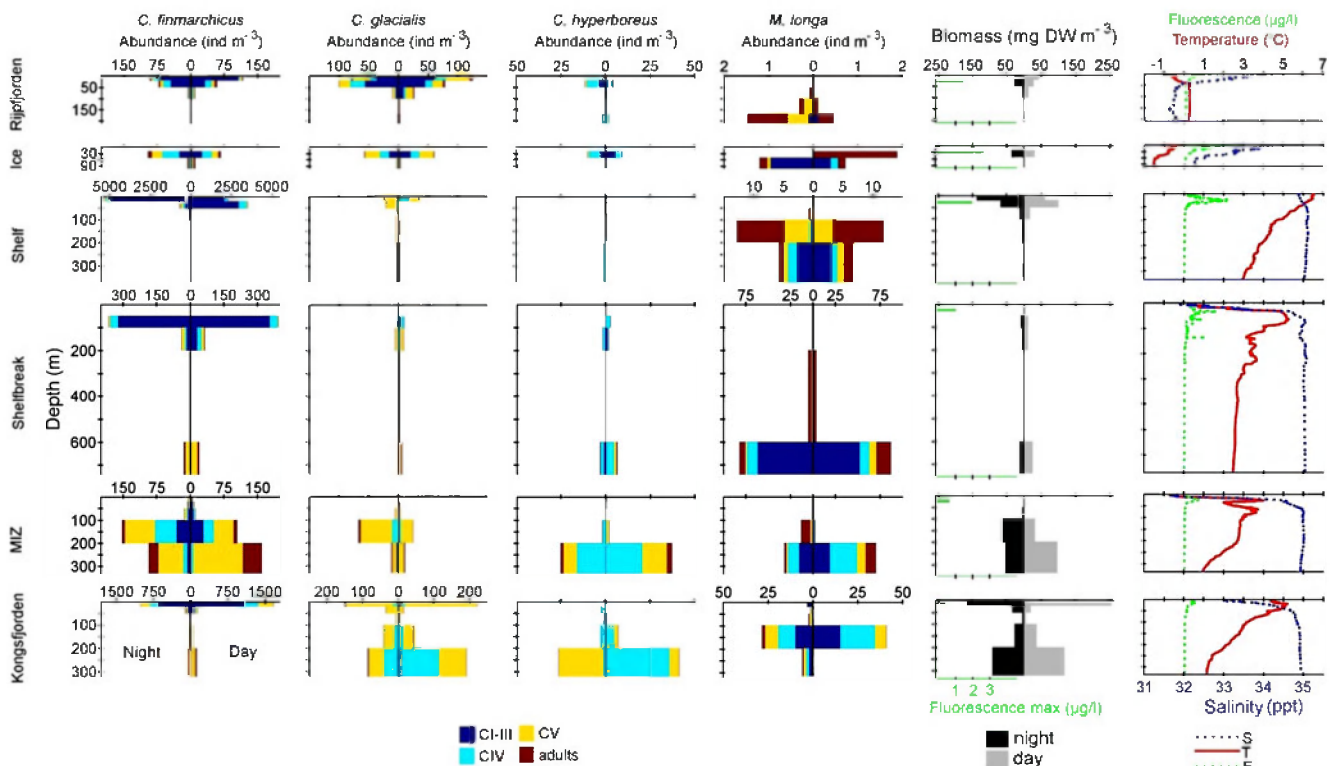 C. finmarchicus C. glacialis C. hyperboreus M. longa Fluorescence (µg/l)
Abundance (ind m⁻³) Abundance (ind m⁻³) Abundance (ind m⁻³) Abundance (ind m⁻³) Biomass (mg DW m⁻³) Temperature (°C)
150 75 0 75 150 100 50 0 50 100 50 25 0 25 50 2 1 0 1 2 250 150 50 50 150 250 -1 1 3 5 7
Rijpfjorden
50
150
Ice
30
90
5000 2500 0 2500 5000 10 5 0 5 10
Shelf
100
200
300
300 150 0 150 300 75 25 0 25 75
Shelfbreak
Depth (m)
200
400
600
150 75 0 75 150
MIZ
100
200
300
1500 750 0 750 1500 200 100 0 100 200 50 25 0 25 50
Kongsfjorden
100
200
300
Night Day
1 2 3
Fluorescence max (µg/l)
31 32 33 34 35
Salinity (ppt)
CI-III CV
CIV adults
night
day
S
T